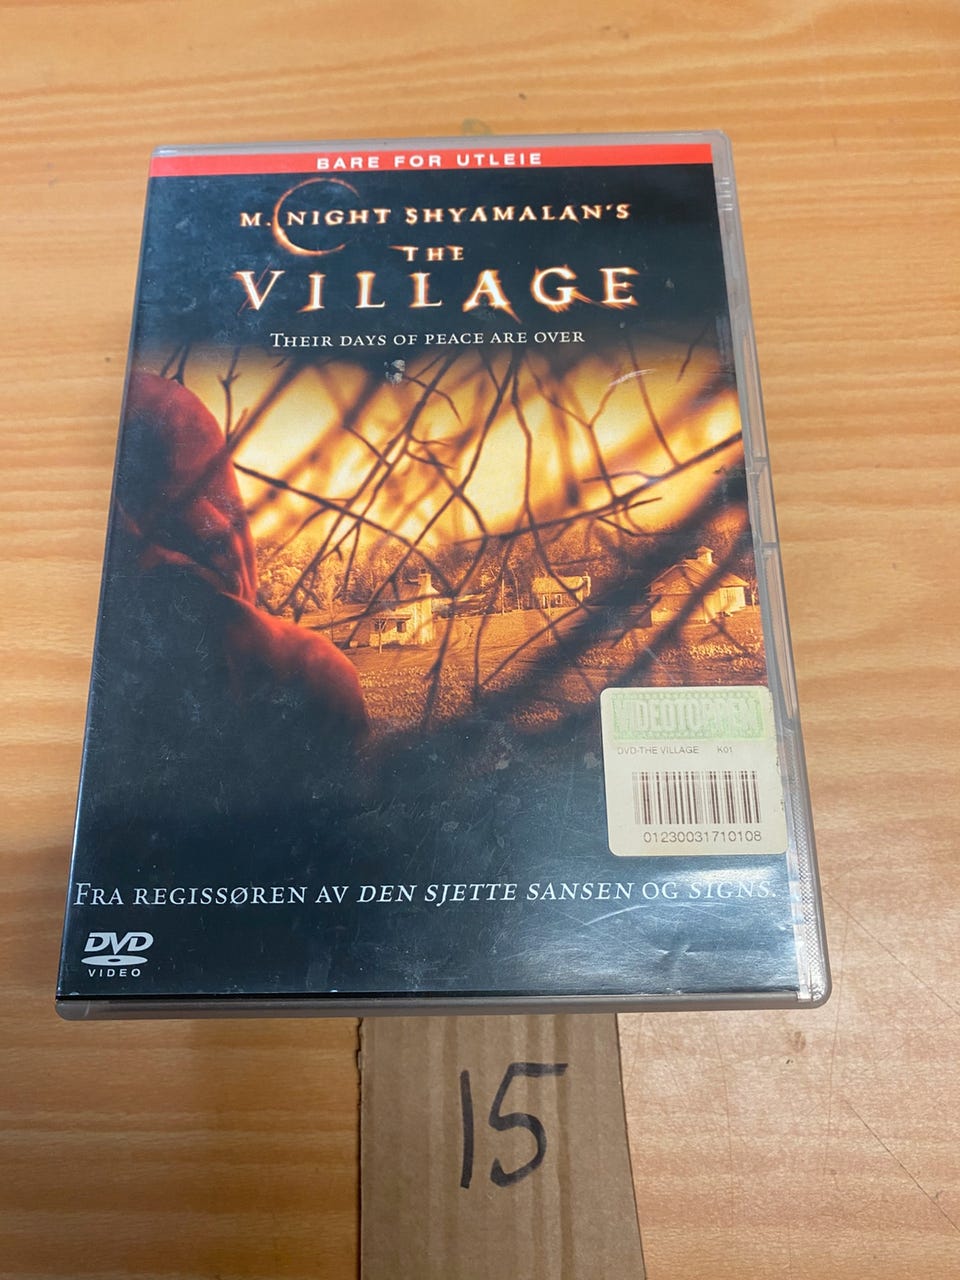 BARE FOR UTLEIE
M. NIGHT SHYAMALAN'S
THE
VILLAGE
THEIR DAYS OF PEACE ARE OVER
VIDEOTOPPEN
DVD-THE VILLAGE K01
01230031710108
FRA REGISSØREN AV DEN SJETTE SANSEN OG SIGNS.
DVD
VIDEO
15